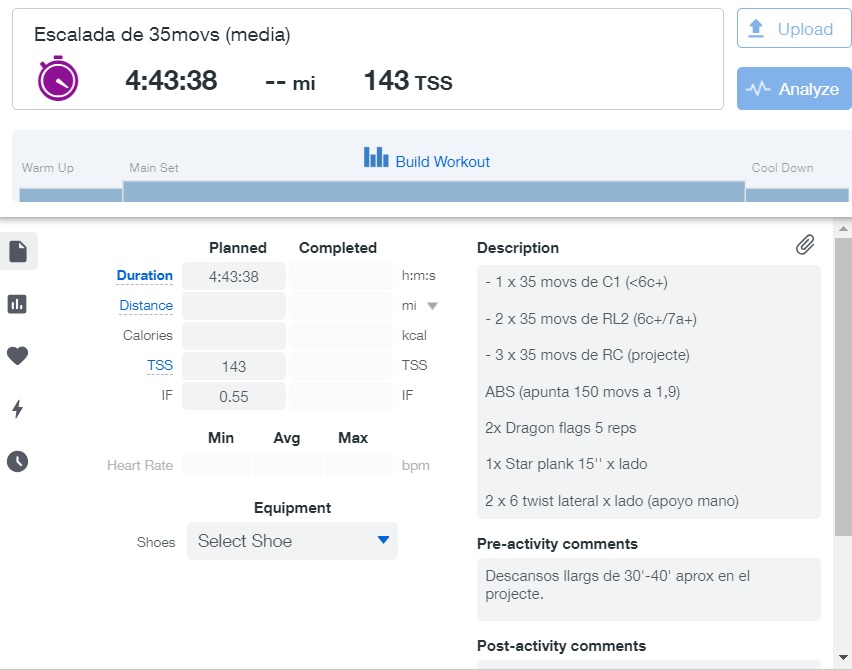 Escalada de 35movs (media)
4:43:38 -- mi 143 TSS
Upload
Analyze
Warm Up Main Set Build Workout Cool Down
Planned Completed
Duration 4:43:38 h:m:s
Distance mi
Calories kcal
TSS 143 TSS
IF 0.55 IF
Min Avg Max
Heart Rate bpm
Equipment
Shoes Select Shoe
Description
- 1 x 35 movs de C1 (<6c+)
- 2 x 35 movs de RL2 (6c+/7a+)
- 3 x 35 movs de RC (projecte)
ABS (apunta 150 movs a 1,9)
2x Dragon flags 5 reps
1x Star plank 15'' x lado
2 x 6 twist lateral x lado (apoyo mano)
Pre-activity comments
Descansos llargs de 30'-40' aprox en el
projecte.
Post-activity comments